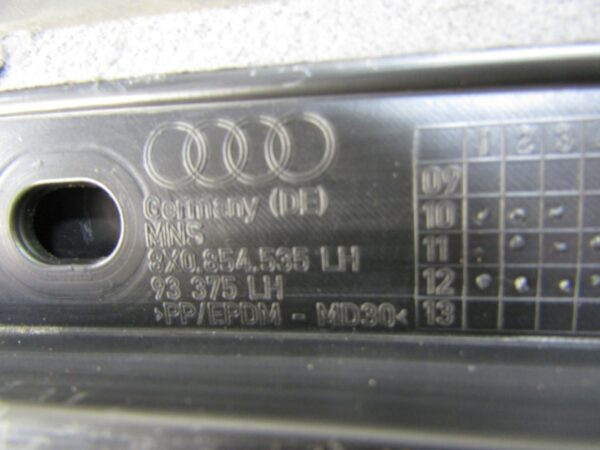 Germany (DE)
MNS
8X0.854.535 LH
93 375 LH
>PP/EPDM - MD30<
1 2 3
09
10
11
12
13